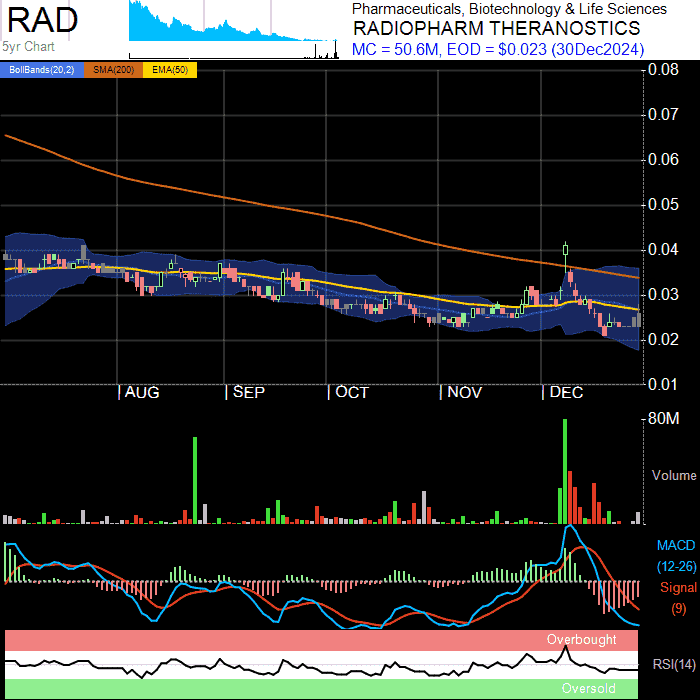 RAD
5yr Chart
Pharmaceuticals, Biotechnology & Life Sciences
RADIOPHARM THERANOSTICS
MC = 50.6M, EOD = $0.023 (30Dec2024)
BollBands(20,2) SMA(200) EMA(50)
0.08
0.07
0.06
0.05
0.04
0.03
0.02
0.01
AUG SEP OCT NOV DEC
80M
Volume
MACD
(12-26)
Signal
(9)
Overbought
RSI(14)
Oversold